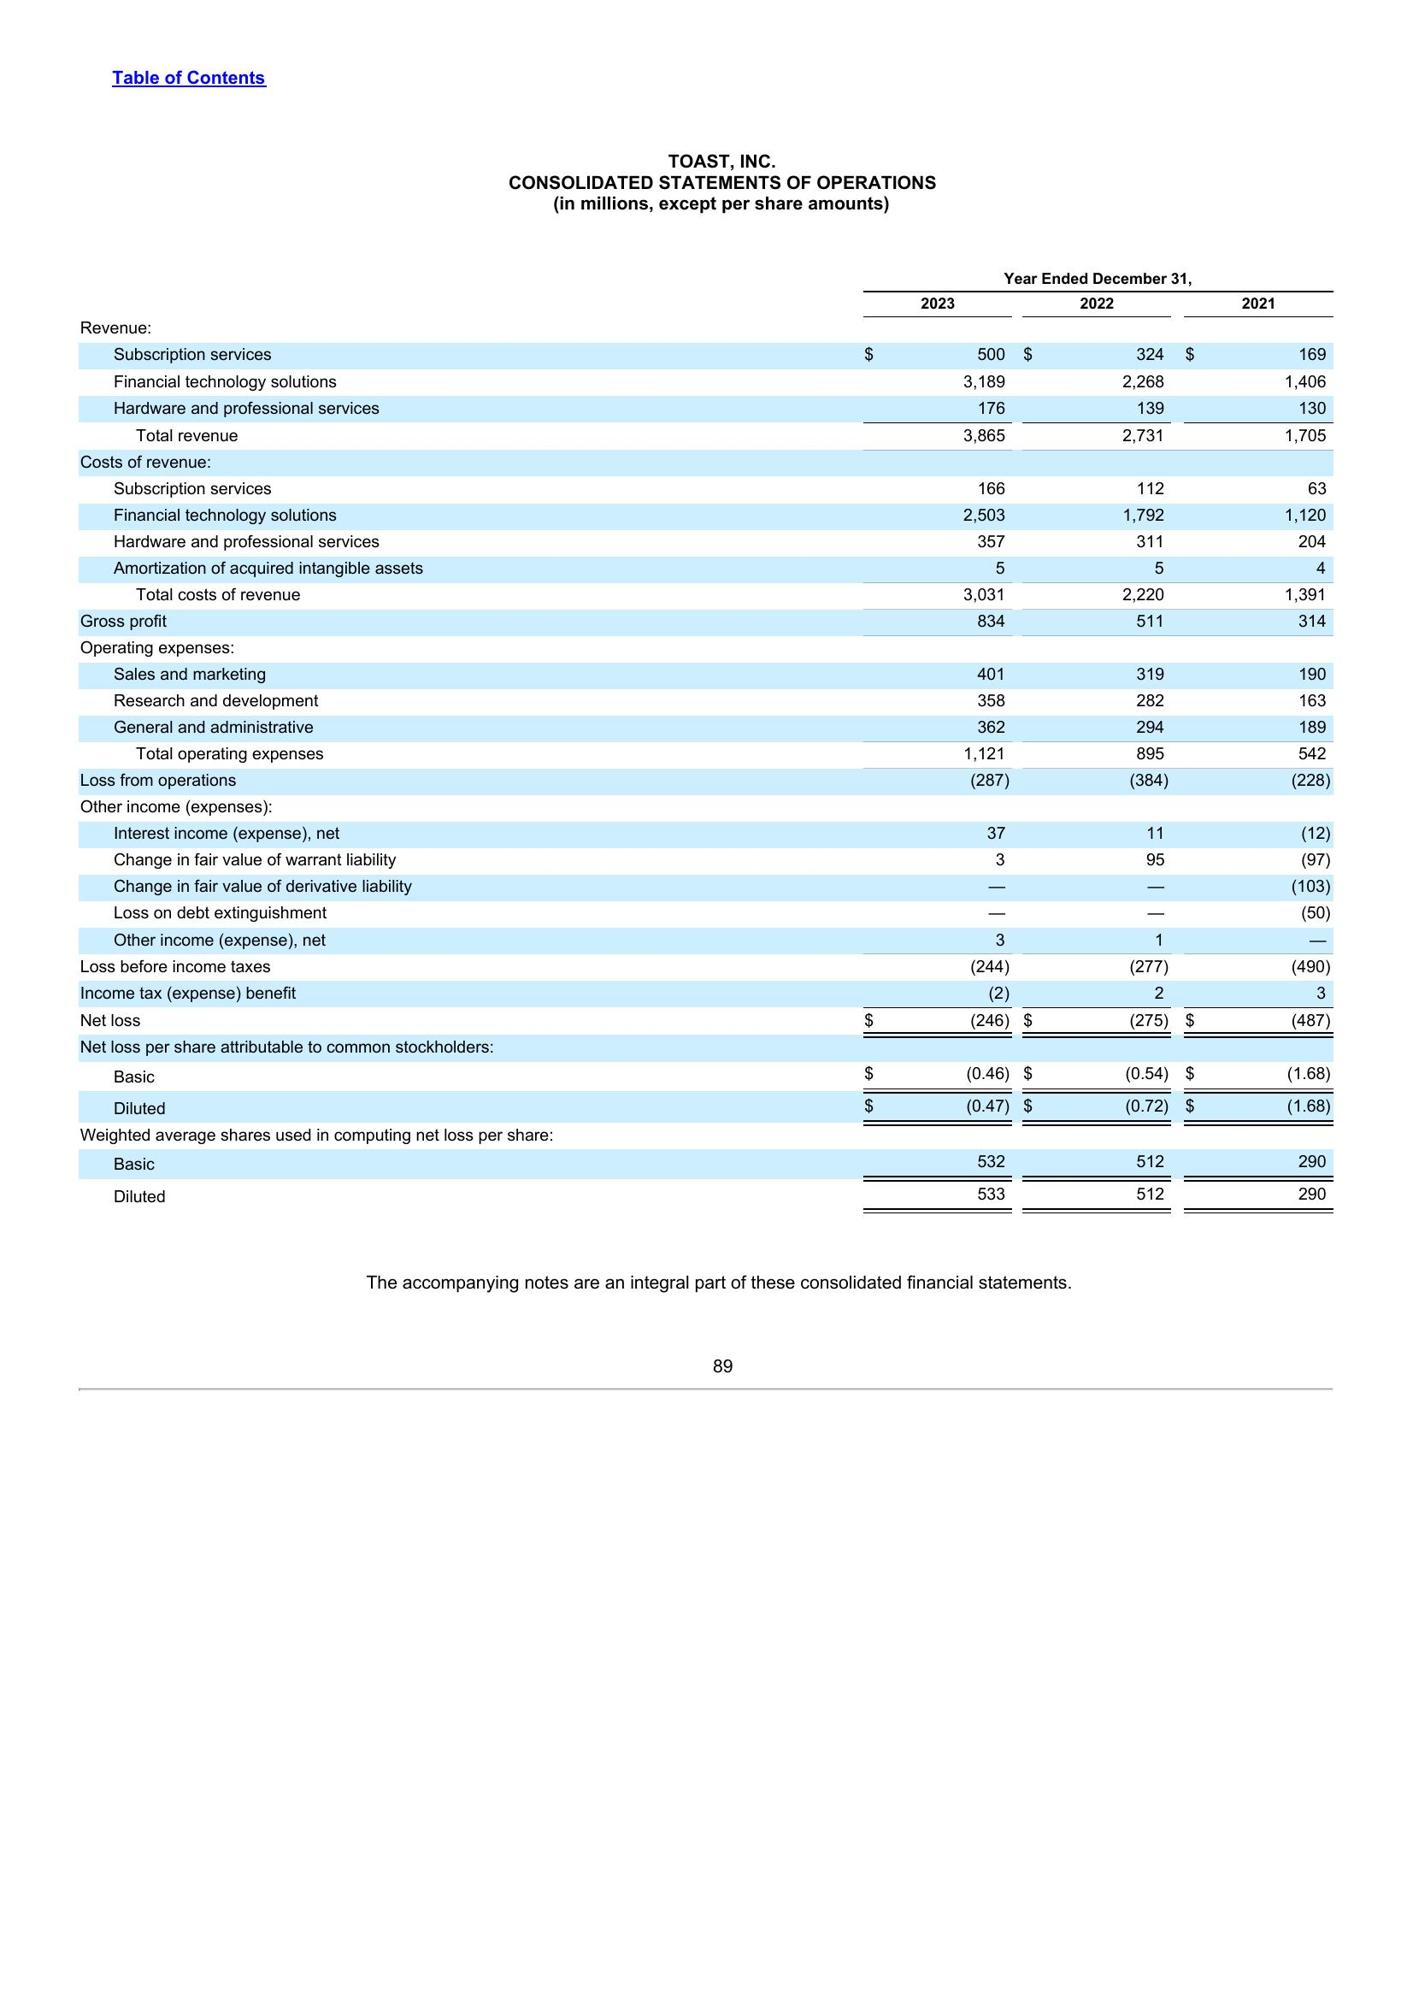 Table of Contents
TOAST, INC.
CONSOLIDATED STATEMENTS OF OPERATIONS
(in millions, except per share amounts)
Year Ended December 31,
2023 2022 2021
Revenue:
Subscription services $ 500 $ 324 $ 169
Financial technology solutions 3,189 2,268 1,406
Hardware and professional services 176 139 130
Total revenue 3,865 2,731 1,705
Costs of revenue:
Subscription services 166 112 63
Financial technology solutions 2,503 1,792 1,120
Hardware and professional services 357 311 204
Amortization of acquired intangible assets 5 5 4
Total costs of revenue 3,031 2,220 1,391
Gross profit 834 511 314
Operating expenses:
Sales and marketing 401 319 190
Research and development 358 282 163
General and administrative 362 294 189
Total operating expenses 1,121 895 542
Loss from operations (287) (384) (228)
Other income (expenses):
Interest income (expense), net 37 11 (12)
Change in fair value of warrant liability 3 95 (97)
Change in fair value of derivative liability — — (103)
Loss on debt extinguishment — — (50)
Other income (expense), net 3 1 —
Loss before income taxes (244) (277) (490)
Income tax (expense) benefit (2) 2 3
Net loss $ (246) $ (275) $ (487)
Net loss per share attributable to common stockholders:
Basic $ (0.46) $ (0.54) $ (1.68)
Diluted $ (0.47) $ (0.72) $ (1.68)
Weighted average shares used in computing net loss per share:
Basic 532 512 290
Diluted 533 512 290
The accompanying notes are an integral part of these consolidated financial statements.
89